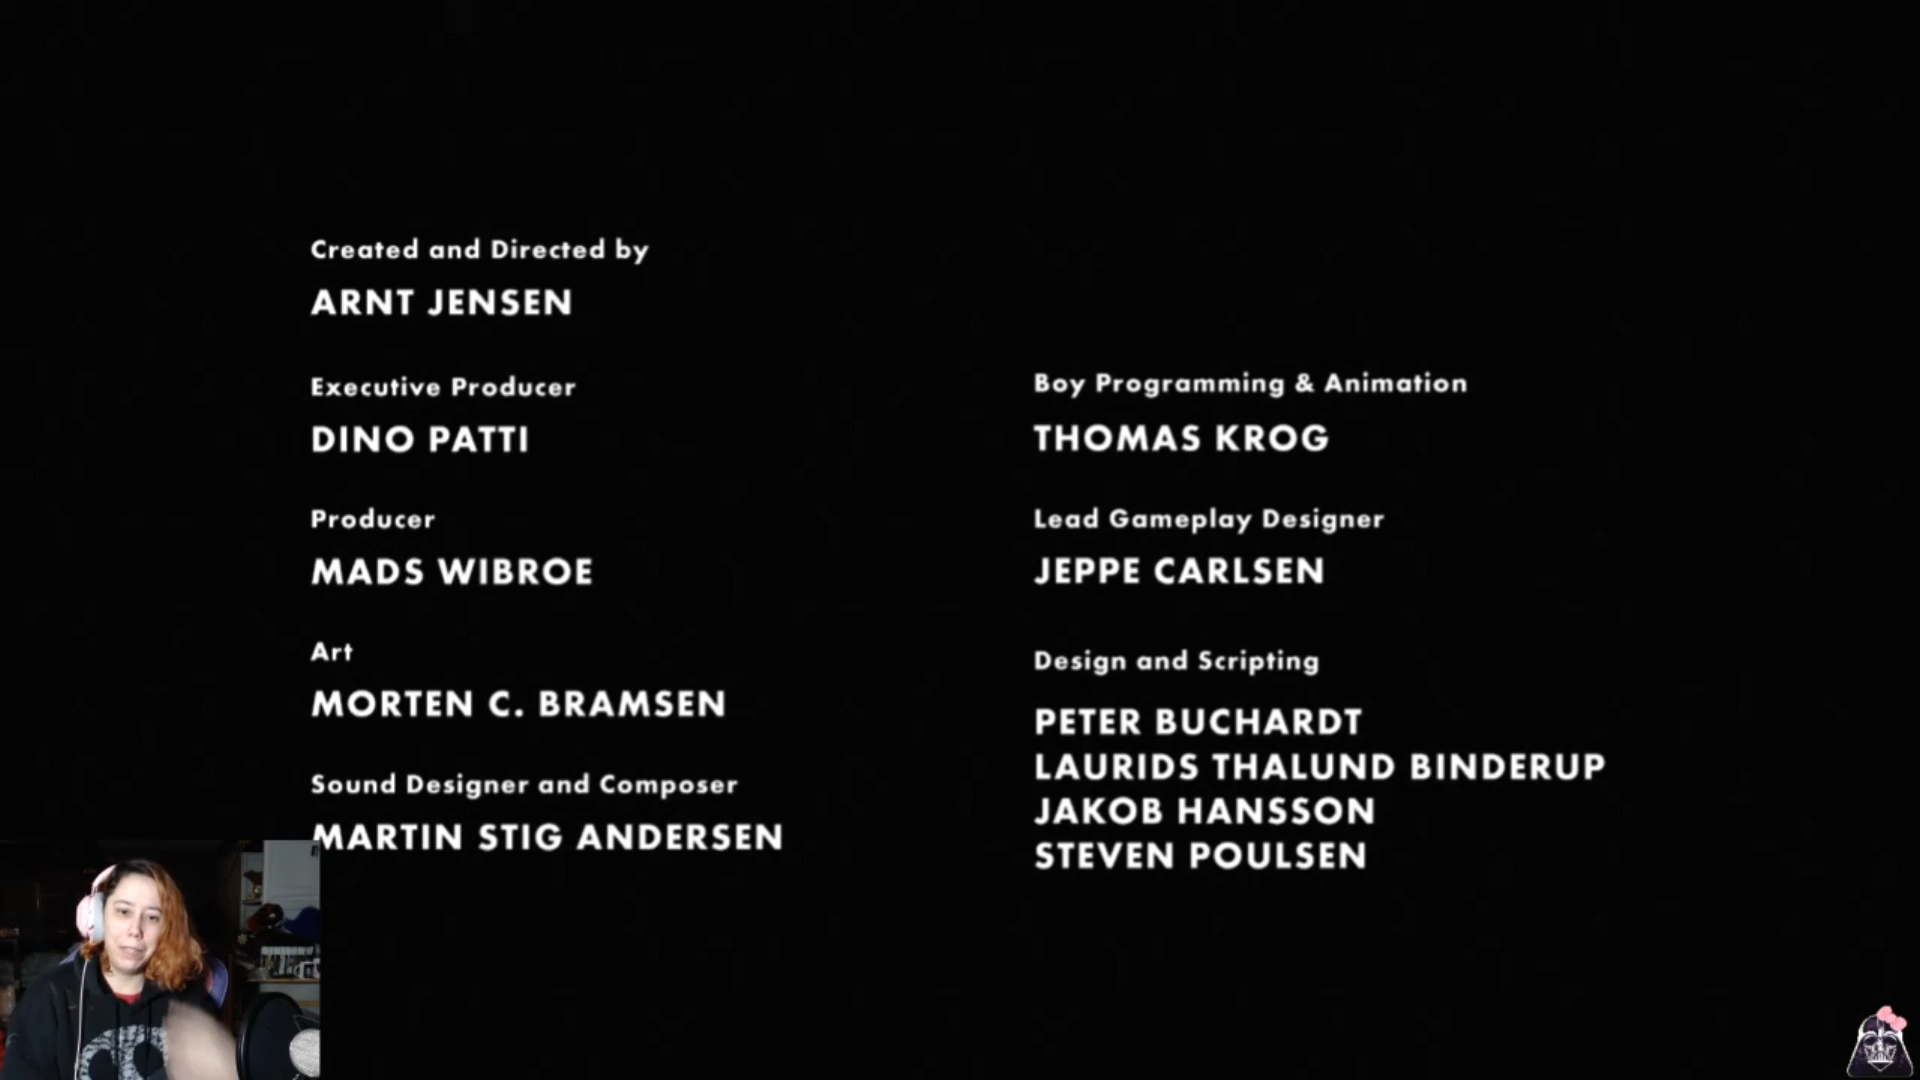 Created and Directed by
ARNT JENSEN
Executive Producer
DINO PATTI
Producer
MADS WIBROE
Art
MORTEN C. BRAMSEN
Sound Designer and Composer
MARTIN STIG ANDERSEN
Boy Programming & Animation
THOMAS KROG
Lead Gameplay Designer
JEPPE CARLSEN
Design and Scripting
PETER BUCHARDT
LAURIDS THALUND BINDERUP
JAKOB HANSSON
STEVEN POULSEN